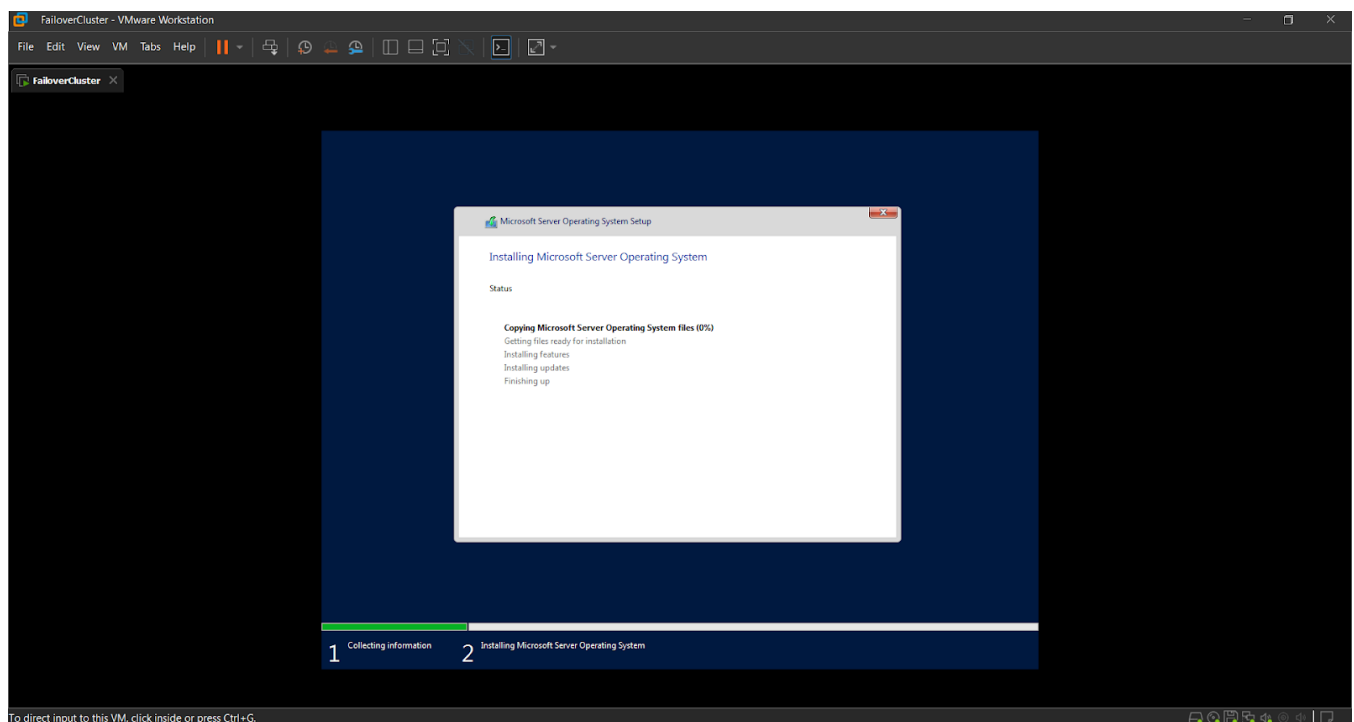 FailoverCluster - VMware Workstation
File Edit View VM Tabs Help
FailoverCluster
Microsoft Server Operating System Setup
Installing Microsoft Server Operating System
Status
Copying Microsoft Server Operating System files (0%)
Getting files ready for installation
Installing features
Installing updates
Finishing up
1 Collecting information 2 Installing Microsoft Server Operating System
To direct input to this VM, click inside or press Ctrl+G.